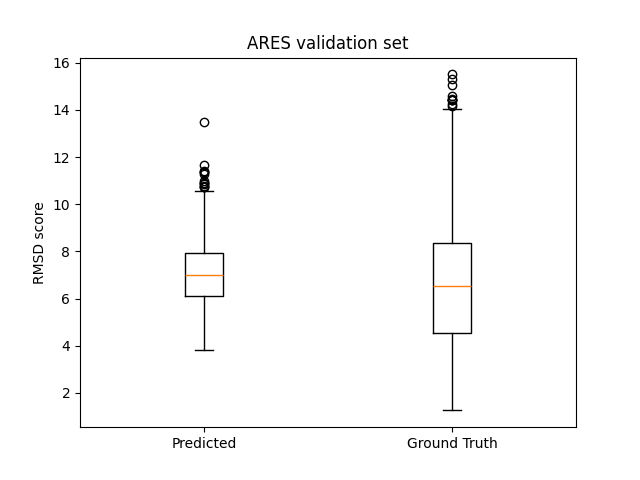 ARES validation set
RMSD score
16
14
12
10
8
6
4
2
Predicted
Ground Truth